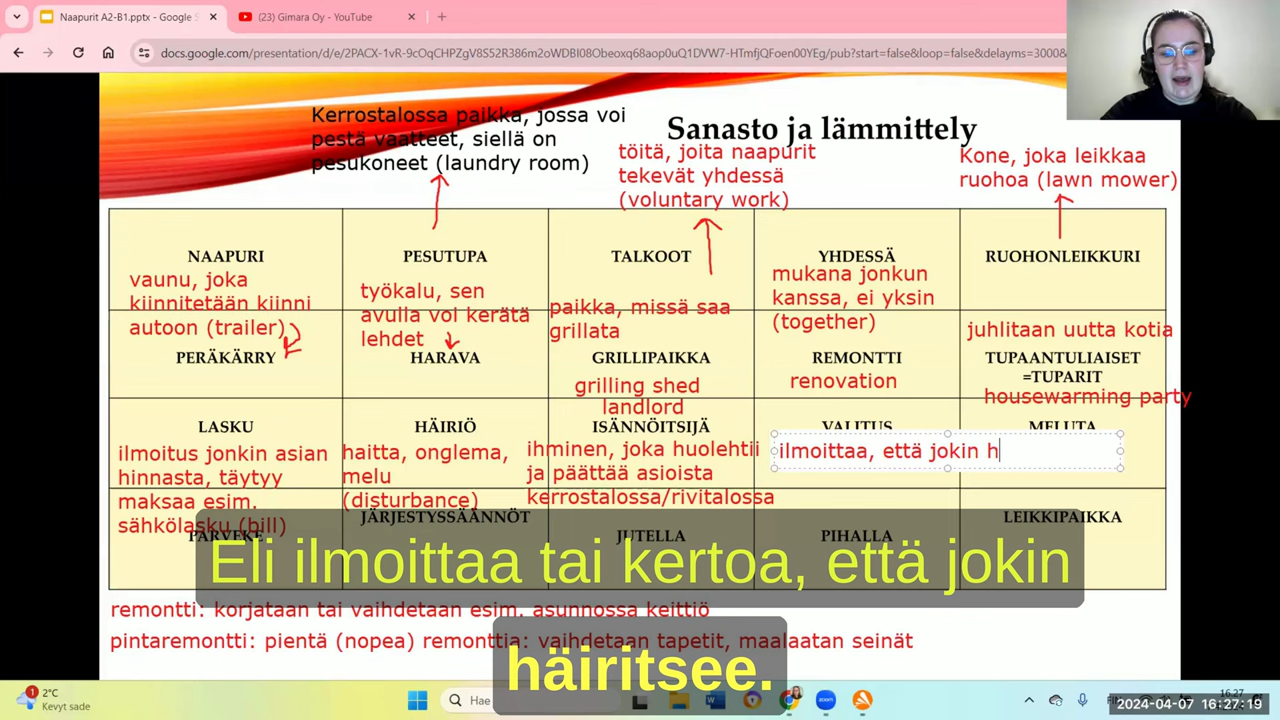 Naapurit A2-B1.pptx - Google S
(23) Gimara Oy - YouTube
docs.google.com/presentation/d/e/2PACX-1vR-9cOqCHPZgV8S52R386m2oWDBI08Obeoxq68aop0uQ1DVW7-HTmfjQFoen00YEg/pub?start=false&loop=false&delayms=3000&
Kerrostalossa paikka, jossa voi
pestä vaatteet, siellä on
pesukoneet (laundry room)
Sanasto ja lämmittely
töitä, joita naapurit
tekevät yhdessä
(voluntary work)
Kone, joka leikkaa
ruohoa (lawn mower)
NAAPURI
PESUTUPA
TALKOOT
YHDESSÄ
RUOHONLEIKKURI
vaunu, joka
kiinnitetään kiinni
autoon (trailer)
työkalu, sen
avulla voi kerätä
lehdet
paikka, missä saa
grillata
mukana jonkun
kanssa, ei yksin
(together)
juhlitaan uutta kotia
PERÄKÄRRY
HARAVA
GRILLIPAIKKA
REMONTTI
TUPAANTULIAISET
=TUPARIT
grilling shed
renovation
housewarming party
landlord
LASKU
HÄIRIÖ
ISÄNNÖITSIJÄ
VALITUS
MELUTA
ilmoitus jonkin asian
hinnasta, täytyy
maksaa esim.
sähkölasku (bill)
haitta, onglema,
melu
(disturbance)
ihminen, joka huolehtii
ja päättää asioista
kerrostalossa/rivitalossa
ilmoittaa, että jokin h
PARVEKE
JÄRJESTYSSÄÄNNÖT
JUTELLA
PIHALLA
LEIKKIPAIKKA
Eli ilmoittaa tai kertoa, että jokin
häiritsee.
remontti: korjataan tai vaihdetaan esim. asunnossa keittiö
pintaremontti: pientä (nopea) remonttia: vaihdetaan tapetit, maalaatan seinät
1
2°C
Kevyt sade
Hae
zoom
FIN
16.27
2024-04-07 16:27:19